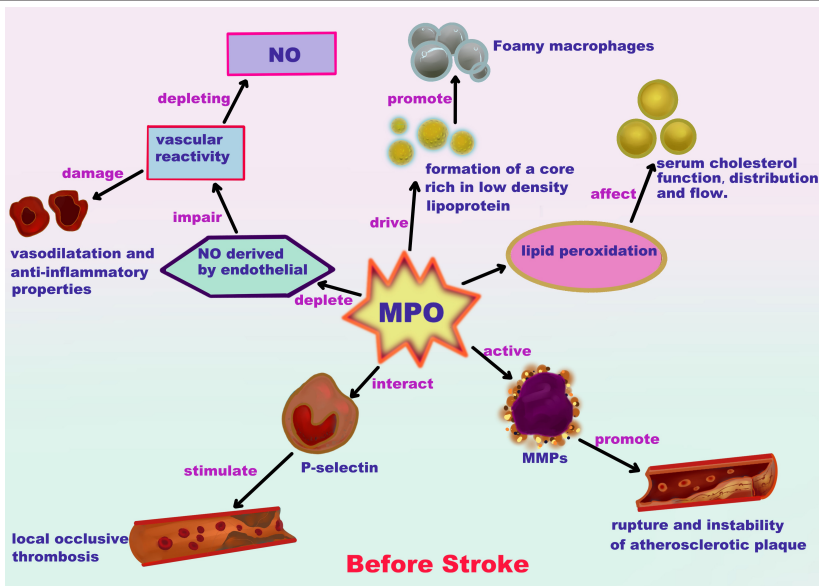 NO
Foamy macrophages
depleting
promote
vascular
reactivity
damage
formation of a core
rich in low density
lipoprotein
serum cholesterol
function, distribution
and flow.
affect
impair
drive
vasodilatation and
anti-inflammatory
properties
NO derived
by endothelial
lipid peroxidation
deplete
MPO
active
interact
promote
MMPs
P-selectin
stimulate
local occlusive
thrombosis
rupture and instability
of atherosclerotic plaque
Before Stroke